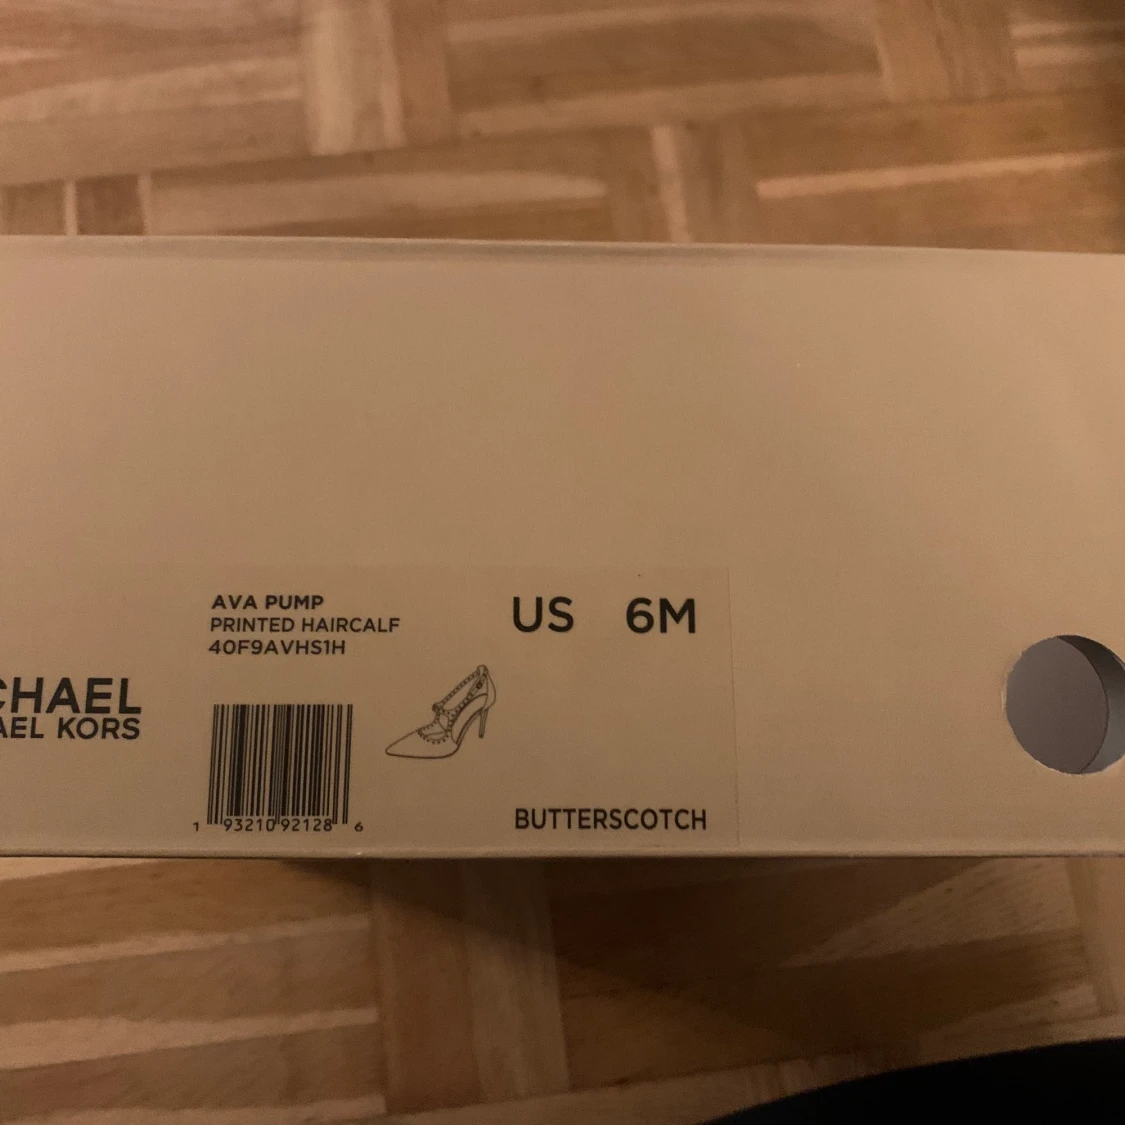 AVA PUMP
PRINTED HAIRCALF
40F9AVHS1H
US 6M
CHAEL
AEL KORS
1 93210 92128 6
BUTTERSCOTCH